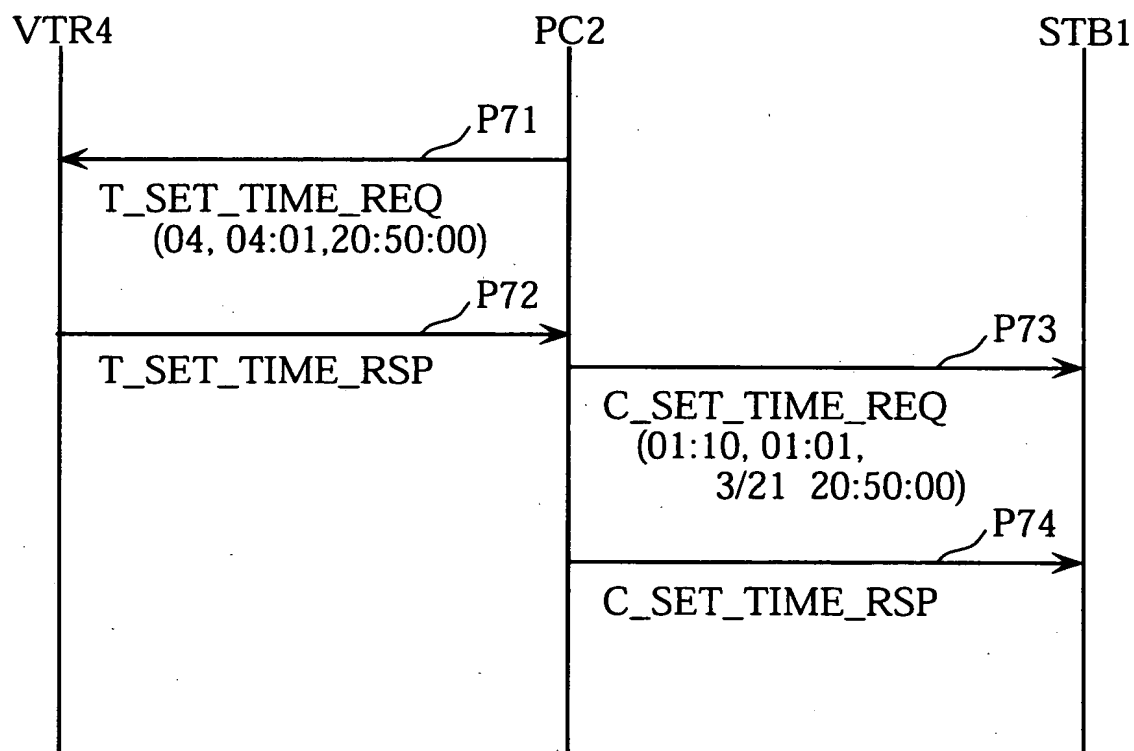 VTR4 PC2 STB1
P71
T_SET_TIME_REQ
(04, 04:01,20:50:00)
P72
T_SET_TIME_RSP
P73
C_SET_TIME_REQ
(01:10, 01:01,
3/21 20:50:00)
P74
C_SET_TIME_RSP